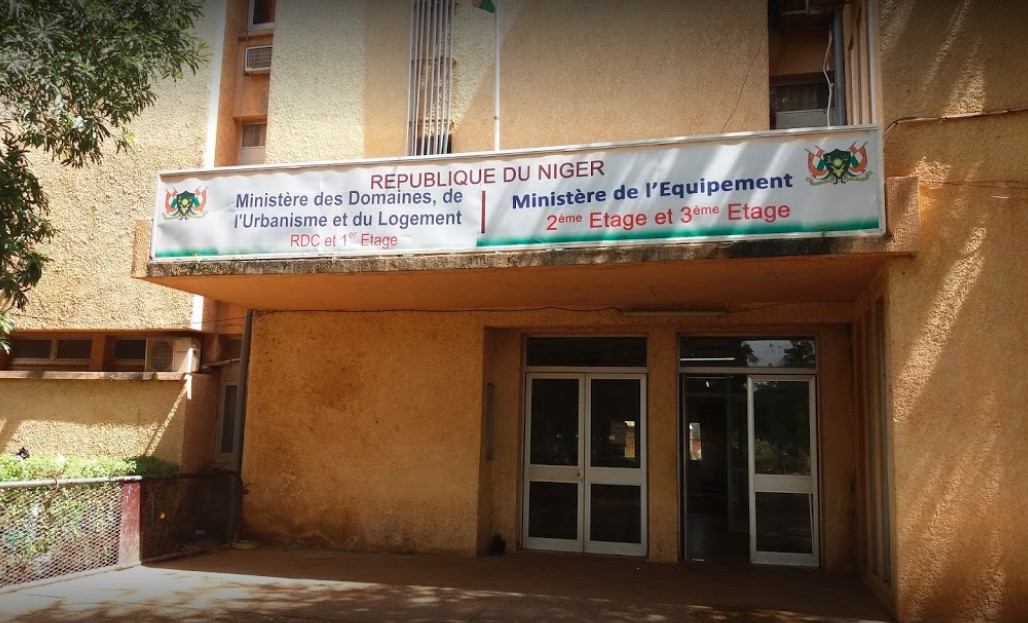 REPUBLIQUE DU NIGER
Ministère des Domaines, de
l'Urbanisme et du Logement
RDC et 1er Etage
Ministère de l'Equipement
2ème Etage et 3ème Etage